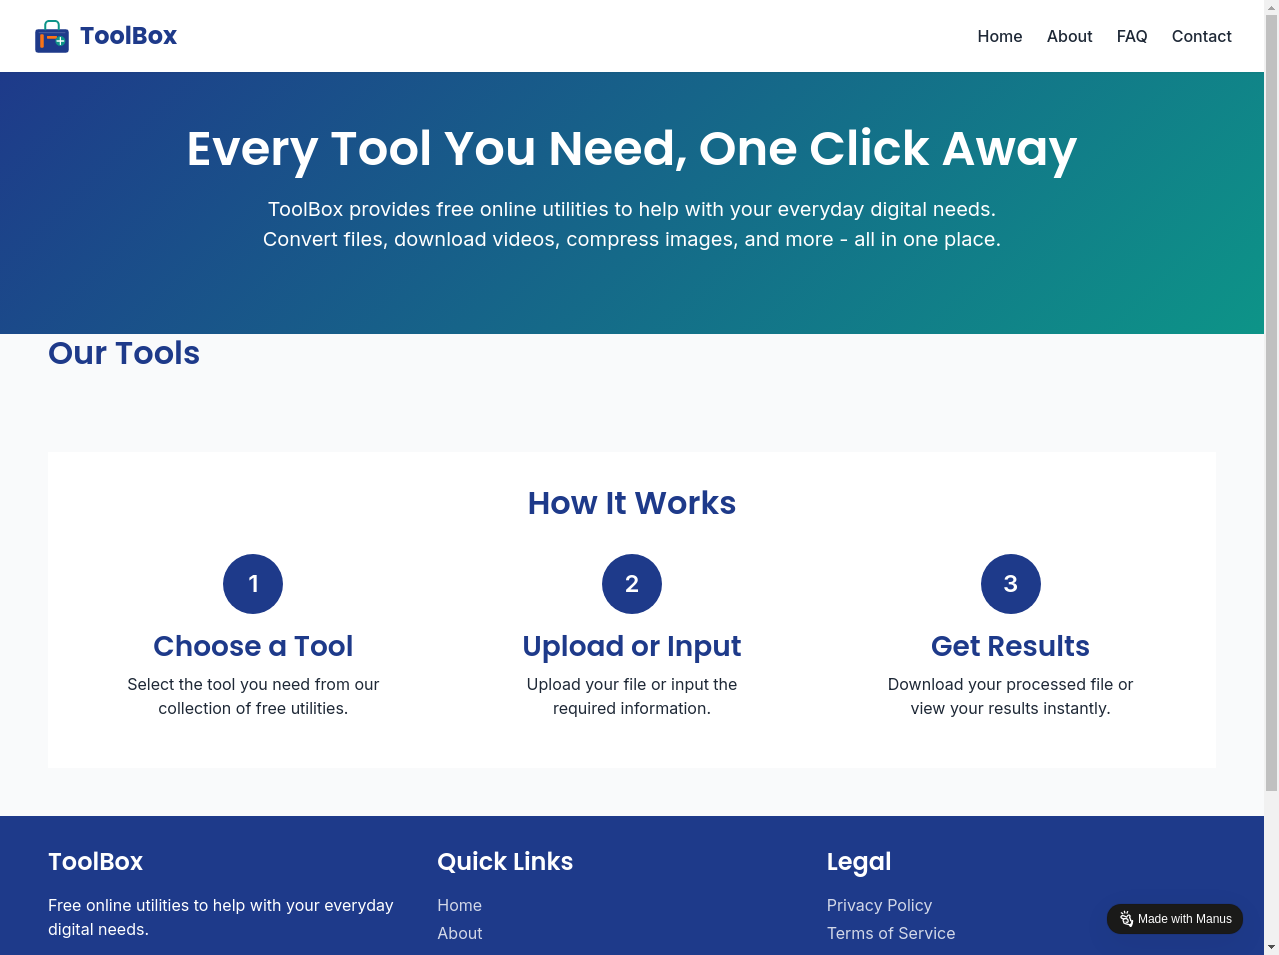 ToolBox
Home
About
FAQ
Contact
Every Tool You Need, One Click Away
ToolBox provides free online utilities to help with your everyday digital needs.
Convert files, download videos, compress images, and more - all in one place.
Our Tools
How It Works
1
Choose a Tool
Select the tool you need from our
collection of free utilities.
2
Upload or Input
Upload your file or input the
required information.
3
Get Results
Download your processed file or
view your results instantly.
ToolBox
Free online utilities to help with your everyday
digital needs.
Quick Links
Home
About
Legal
Privacy Policy
Terms of Service
Made with Manus